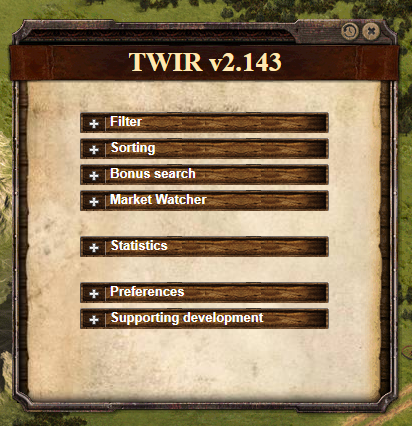 TWIR v2.143
Filter
Sorting
Bonus search
Market Watcher
Statistics
Preferences
Supporting development